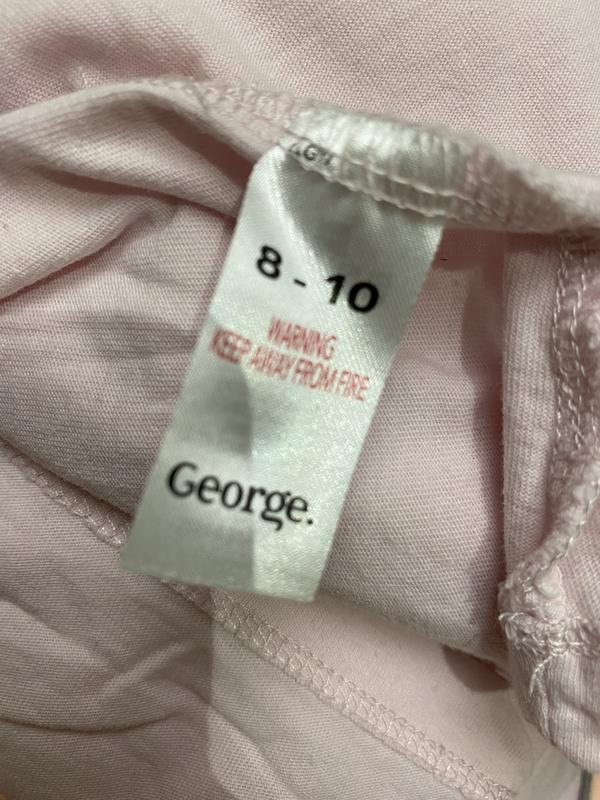 8 - 10
WARNING
KEEP AWAY FROM FIRE
George.